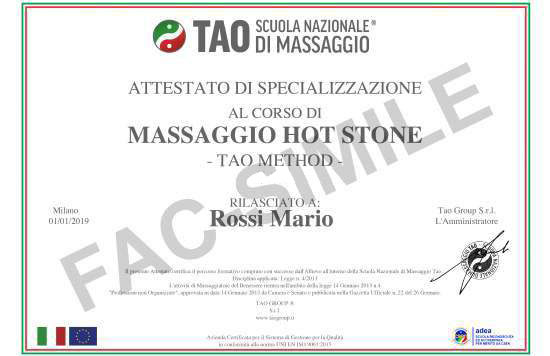 TAO SCUOLA NAZIONALE®
DI MASSAGGIO
ATTESTATO DI SPECIALIZZAZIONE
AL CORSO DI
MASSAGGIO HOT STONE
- TAO METHOD -
FAC-SIMILE
RILASCIATO A:
Rossi Mario
Milano
01/01/2019
Tao Group S.r.l.
L'Amministratore
Il presente Attestato certifica il percorso formativo compiuto con successo dall'Allievo all'interno della Scuola Nazionale di Massaggio Tao
Disciplina applicata: Legge n. 4/2013
L'attività di Massaggiatore del Benessere rientra in l'ambito della legge 14 Gennaio 2013 n.4
"Professioni non Organizzate", approvata in data 14 Gennaio 2013 da Camera e Senato e pubblicata nella Gazzetta Ufficiale n. 22 del 26 Gennaio.
TAO GROUP ®
S.r.l.
www.taogroup.it
Azienda Certificata per il Sistema di Gestione per la Qualità
in conformità alla norma UNI EN ISO 9001:2015
TAO
adea